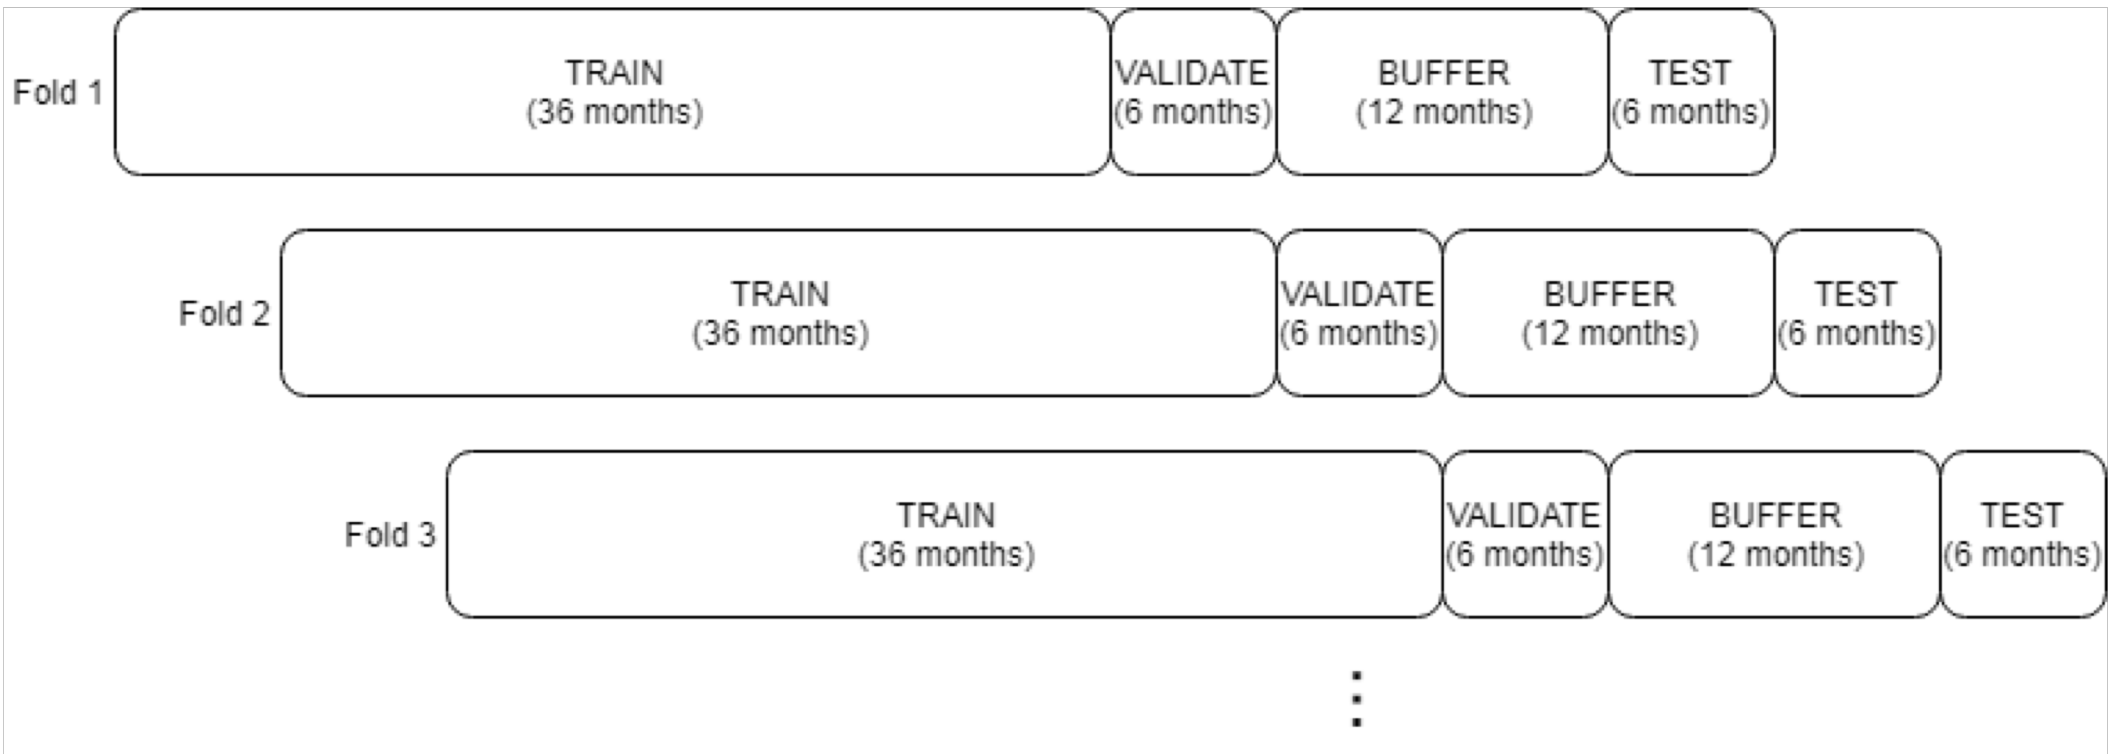 Fold 1
TRAIN
(36 months)
VALIDATE
(6 months)
BUFFER
(12 months)
TEST
(6 months)
Fold 2
TRAIN
(36 months)
VALIDATE
(6 months)
BUFFER
(12 months)
TEST
(6 months)
Fold 3
TRAIN
(36 months)
VALIDATE
(6 months)
BUFFER
(12 months)
TEST
(6 months)